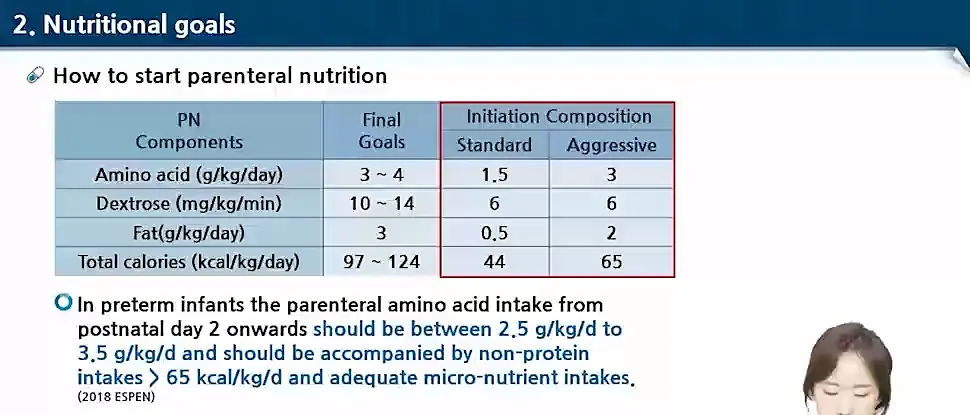 2. Nutritional goals
How to start parenteral nutrition
PN Components Final Goals Initiation Composition
Standard Aggressive
Amino acid (g/kg/day) 3 ~ 4 1.5 3
Dextrose (mg/kg/min) 10 ~ 14 6 6
Fat(g/kg/day) 3 0.5 2
Total calories (kcal/kg/day) 97 ~ 124 44 65
In preterm infants the parenteral amino acid intake from
postnatal day 2 onwards should be between 2.5 g/kg/d to
3.5 g/kg/d and should be accompanied by non-protein
intakes > 65 kcal/kg/d and adequate micro-nutrient intakes.
(2018 ESPEN)